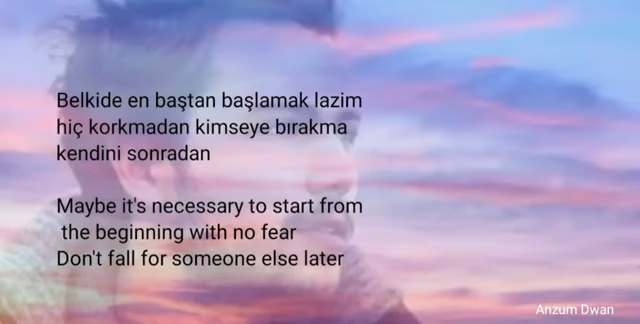 Belkide en baştan başlamak lazim
hiç korkmadan kimseye bırakma
kendini sonradan
Maybe it's necessary to start from
the beginning with no fear
Don't fall for someone else later
Anzum Dwan